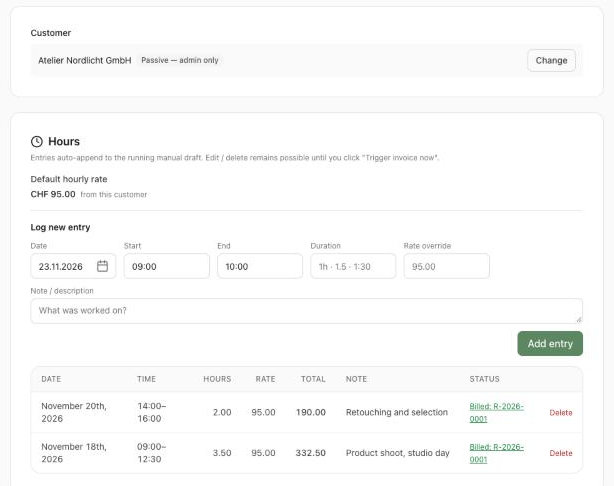 Customer
Atelier Nordlicht GmbH Passive — admin only Change
Hours
Entries auto-append to the running manual draft. Edit / delete remains possible until you click "Trigger invoice now".
Default hourly rate
CHF 95.00 from this customer
Log new entry
Date Start End Duration Rate override
23.11.2026 09:00 10:00 1h · 1.5 · 1:30 95.00
Note / description
What was worked on?
Add entry
DATE TIME HOURS RATE TOTAL NOTE STATUS
November 20th, 2026 14:00–16:00 2.00 95.00 190.00 Retouching and selection Billed: R-2026-0001 Delete
November 18th, 2026 09:00–12:30 3.50 95.00 332.50 Product shoot, studio day Billed: R-2026-0001 Delete